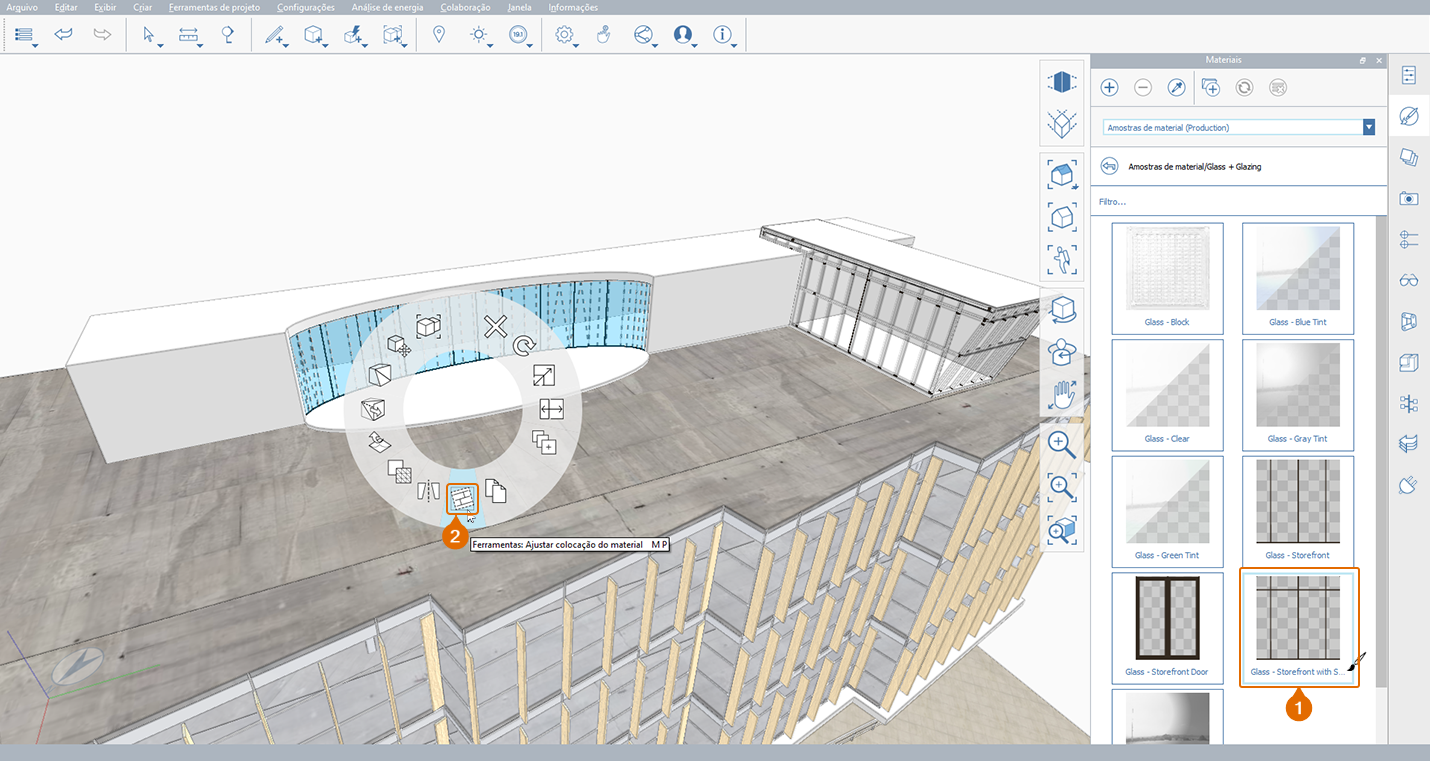 Arquivo Editar Exibir Criar Ferramentas de projeto Configurações Análise de energia Colaboração Janela Informações
19.1
Materiais
Amostras de material (Production)
Amostras de material/Glass + Glazing
Filtro...
Glass - Block
Glass - Blue Tint
Glass - Clear
Glass - Gray Tint
Glass - Green Tint
Glass - Storefront
Glass - Storefront Door
Glass - Storefront with S...
1
2
Ferramentas: Ajustar colocação do material M P